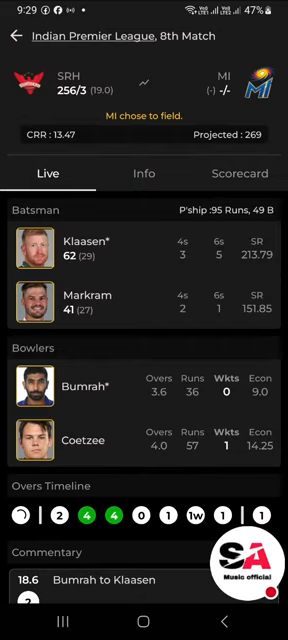 9:29
47%
Indian Premier League, 8th Match
SRH
256/3 (19.0)
MI
(-) -/-
MI chose to field.
CRR : 13.47
Projected : 269
Live
Info
Scorecard
Batsman
P'ship :95 Runs, 49 B
Klaasen*
62 (29)
4s 6s SR
3 5 213.79
Markram
41 (27)
4s 6s SR
2 1 151.85
Bowlers
Bumrah*
Overs Runs Wkts Econ
3.6 36 0 9.0
Coetzee
Overs Runs Wkts Econ
4.0 57 1 14.25
Overs Timeline
2 4 4 0 1 1w 1 1
Commentary
18.6 Bumrah to Klaasen
2
SA
Music official